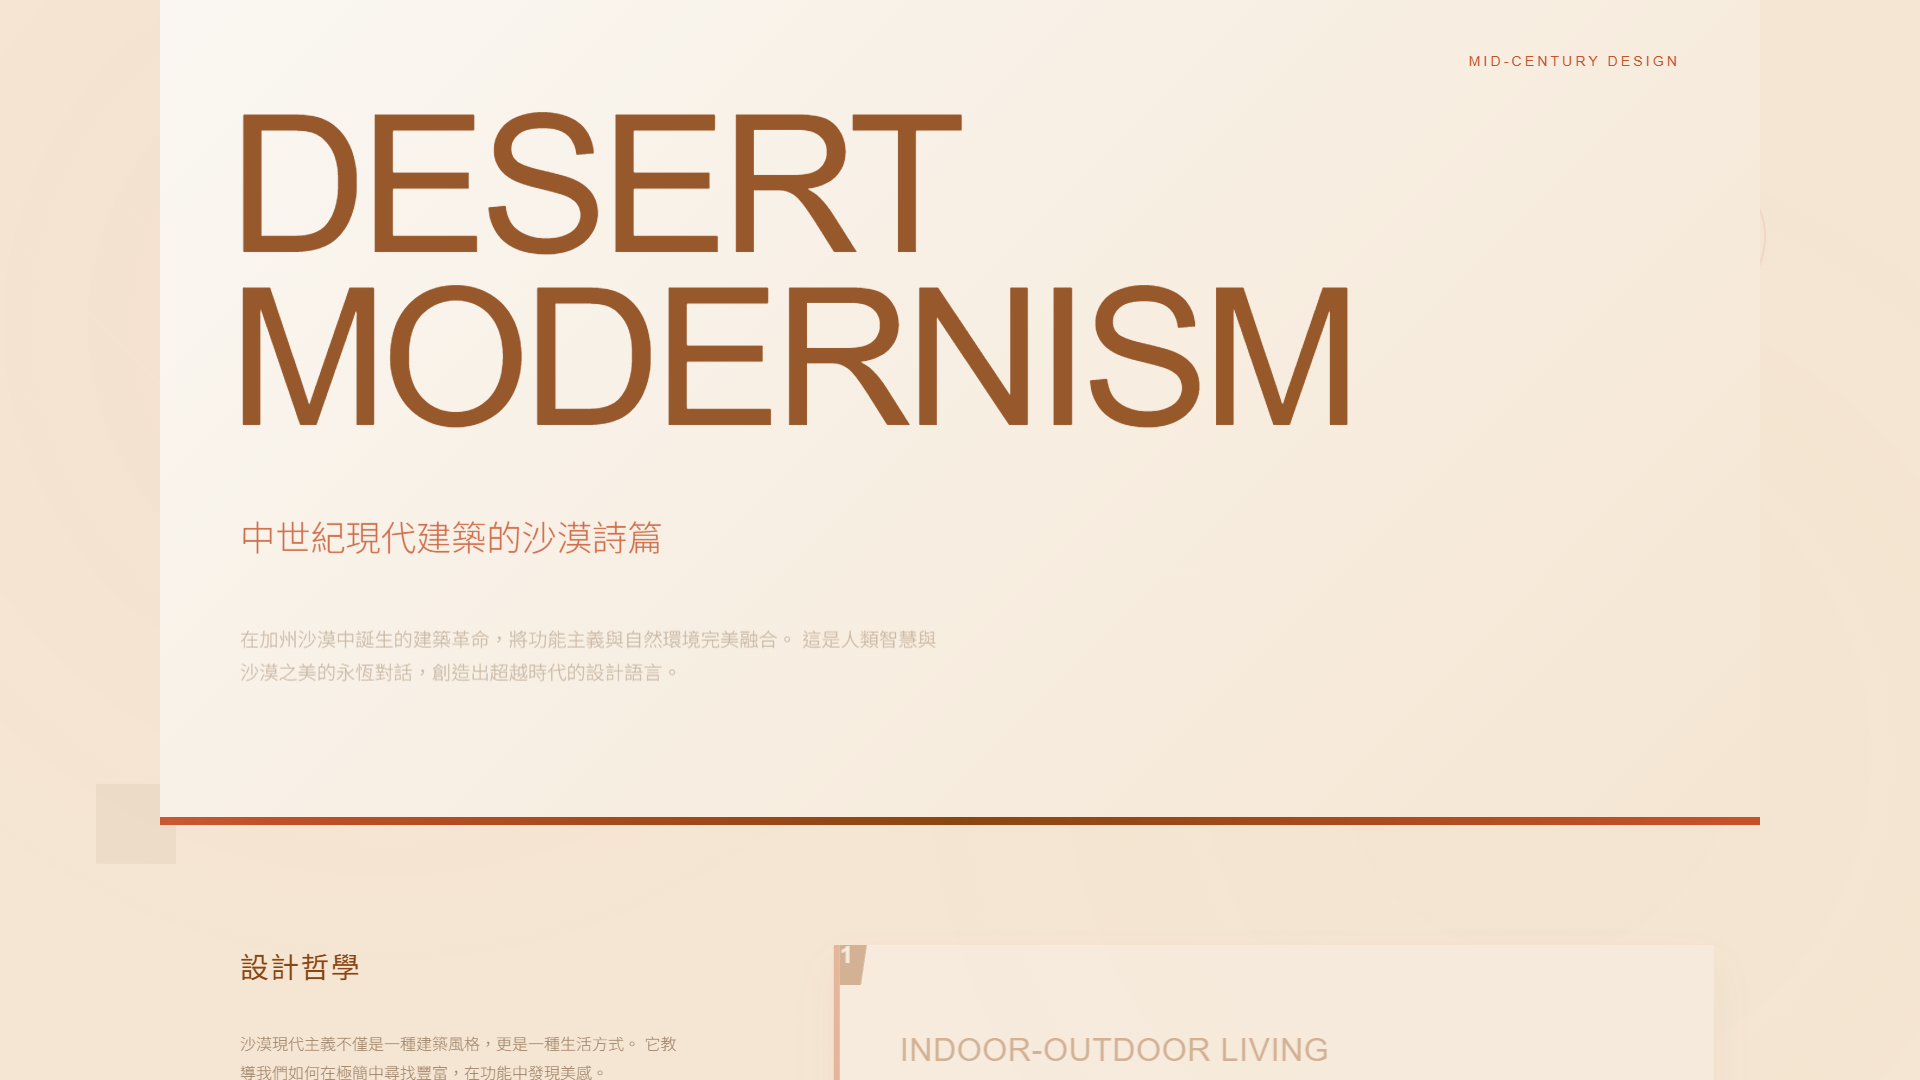 MID-CENTURY DESIGN
DESERT
MODERNISM
中世紀現代建築的沙漠詩篇
在加州沙漠中誕生的建築革命，將功能主義與自然環境完美融合。 這是人類智慧與
沙漠之美的永恆對話，創造出超越時代的設計語言。
設計哲學
沙漠現代主義不僅是一種建築風格，更是一種生活方式。 它教
導我們如何在極簡中尋找豐富，在功能中發現美感。
1
INDOOR-OUTDOOR LIVING